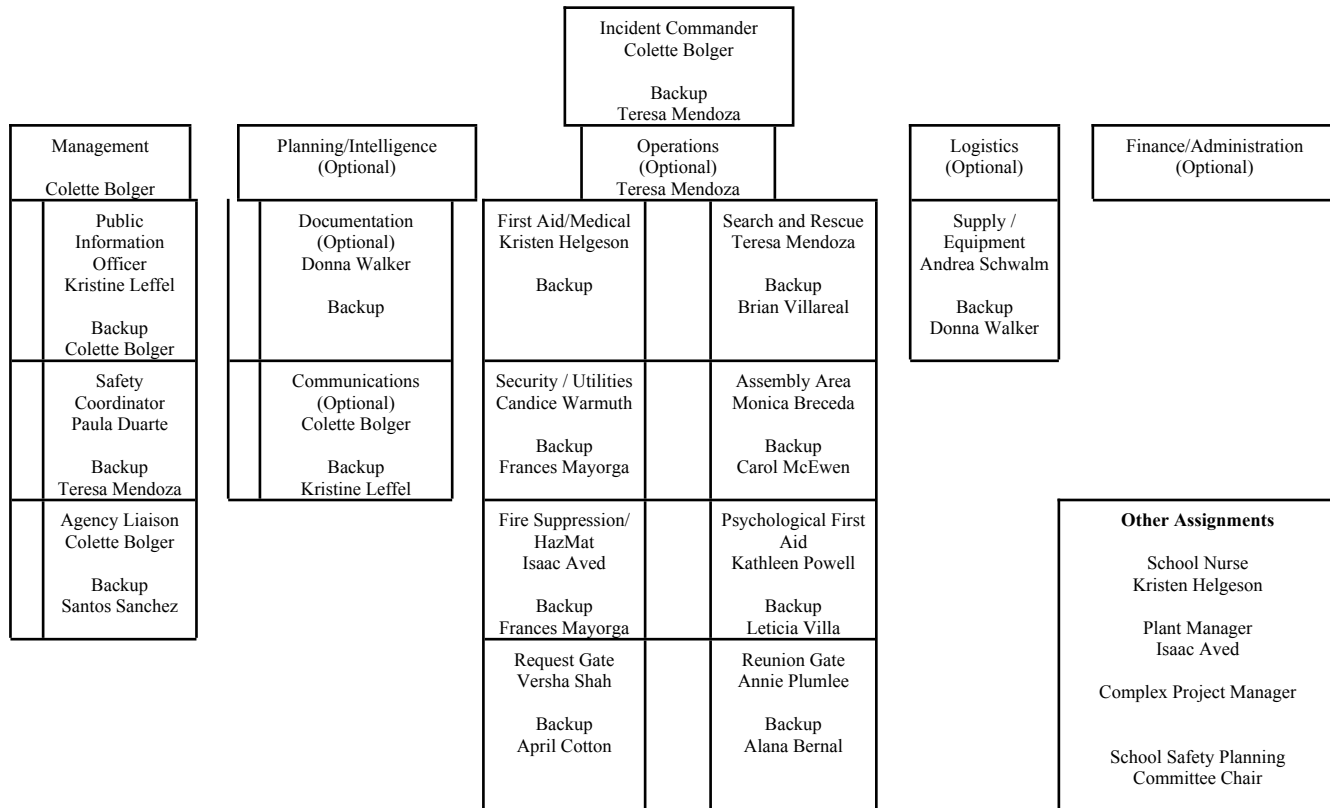 Incident Commander
Colette Bolger
Backup
Teresa Mendoza
Management
Colette Bolger
Planning/Intelligence
(Optional)
Operations
(Optional)
Teresa Mendoza
Logistics
(Optional)
Finance/Administration
(Optional)
Public
Information
Officer
Kristine Leffel
Backup
Colette Bolger
Documentation
(Optional)
Donna Walker
Backup
First Aid/Medical
Kristen Helgeson
Backup
Search and Rescue
Teresa Mendoza
Backup
Brian Villareal
Supply /
Equipment
Andrea Schwalm
Backup
Donna Walker
Safety
Coordinator
Paula Duarte
Backup
Teresa Mendoza
Communications
(Optional)
Colette Bolger
Backup
Kristine Leffel
Security / Utilities
Candice Warmuth
Backup
Frances Mayorga
Assembly Area
Monica Breceda
Backup
Carol McEwen
Agency Liaison
Colette Bolger
Backup
Santos Sanchez
Fire Suppression/
HazMat
Isaac Aved
Backup
Frances Mayorga
Psychological First
Aid
Kathleen Powell
Backup
Leticia Villa
Other Assignments
School Nurse
Kristen Helgeson
Plant Manager
Isaac Aved
Complex Project Manager
School Safety Planning
Committee Chair
Request Gate
Versha Shah
Backup
April Cotton
Reunion Gate
Annie Plumlee
Backup
Alana Bernal